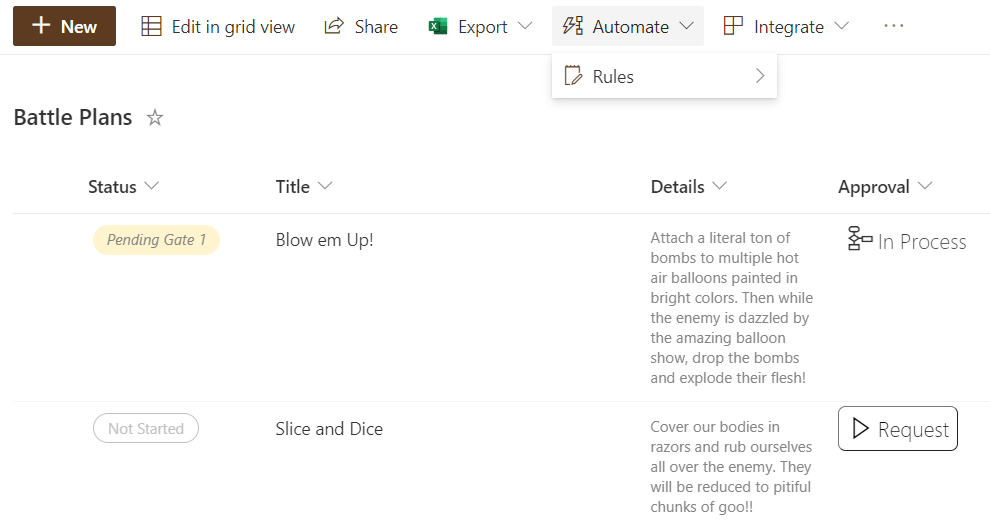 New Edit in grid view Share Export Automate Integrate ...
Rules
Battle Plans
Status Title Details Approval
Pending Gate 1
Blow em Up!
Attach a literal ton of
bombs to multiple hot
air balloons painted in
bright colors. Then while
the enemy is dazzled by
the amazing balloon
show, drop the bombs
and explode their flesh!
In Process
Not Started
Slice and Dice
Cover our bodies in
razors and rub ourselves
all over the enemy. They
will be reduced to pitiful
chunks of goo!!
Request